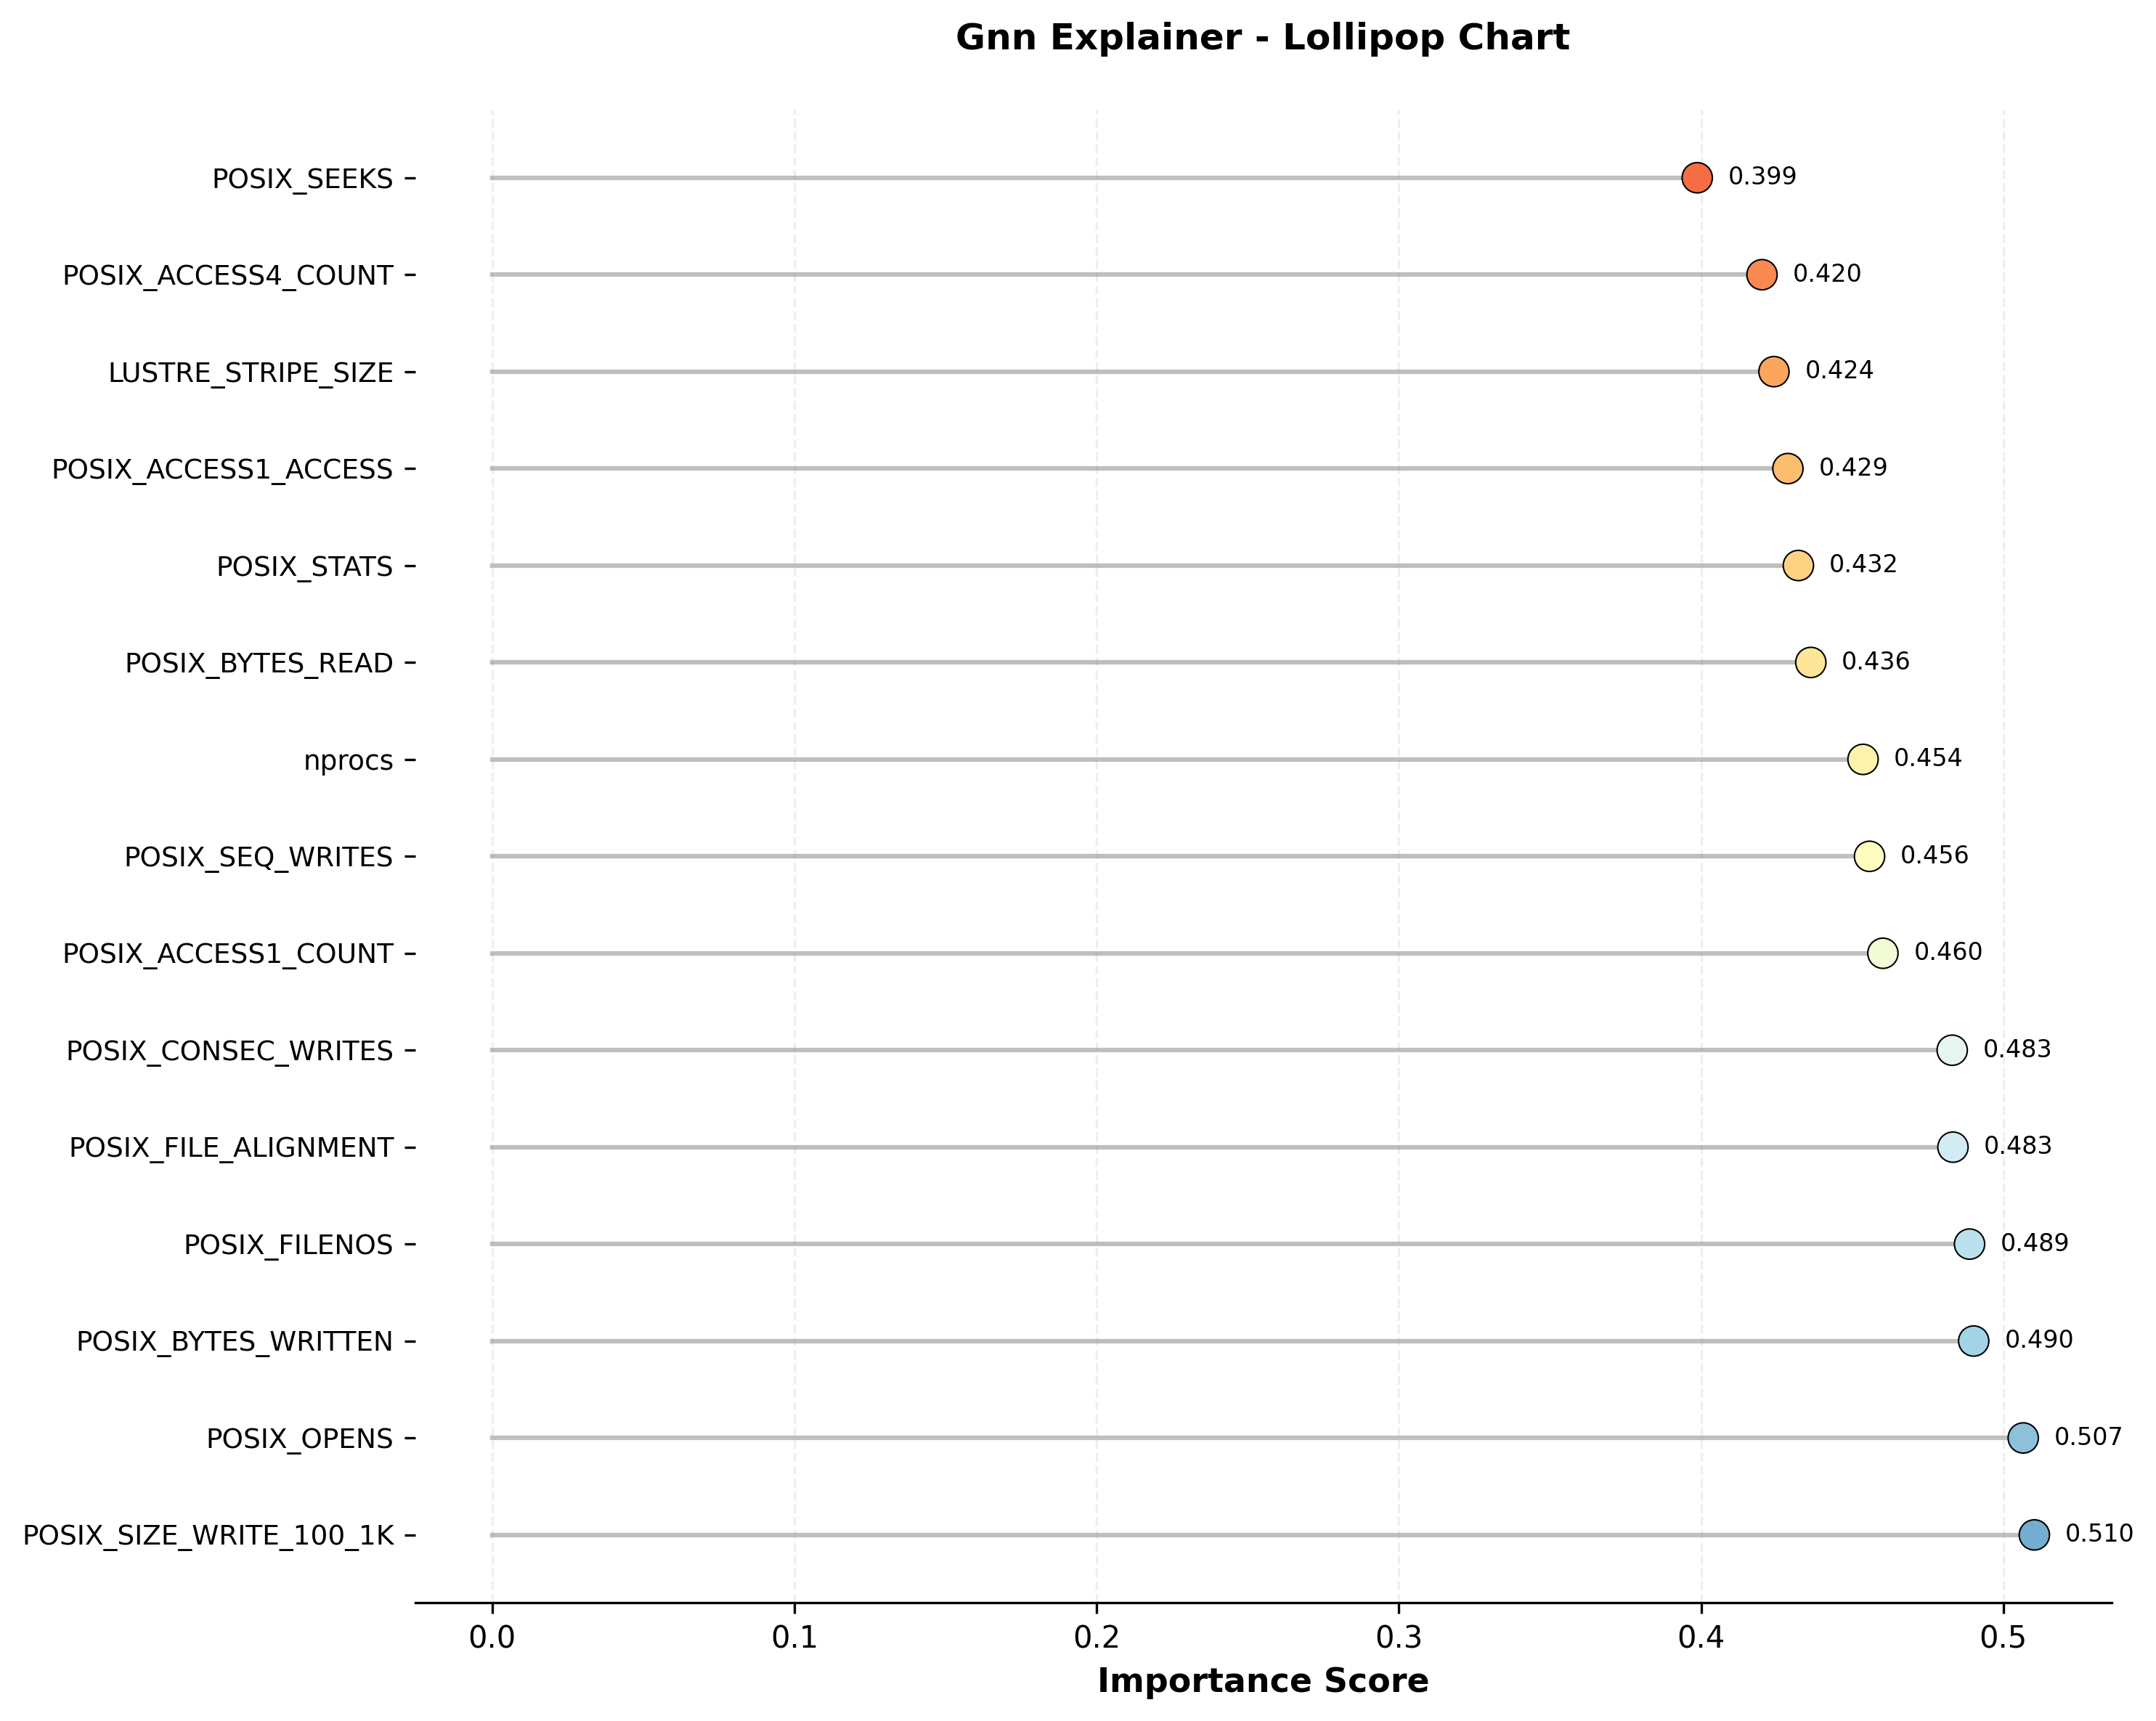 Gnn Explainer - Lollipop Chart
POSIX_SEEKS 0.399
POSIX_ACCESS4_COUNT 0.420
LUSTRE_STRIPE_SIZE 0.424
POSIX_ACCESS1_ACCESS 0.429
POSIX_STATS 0.432
POSIX_BYTES_READ 0.436
nprocs 0.454
POSIX_SEQ_WRITES 0.456
POSIX_ACCESS1_COUNT 0.460
POSIX_CONSEC_WRITES 0.483
POSIX_FILE_ALIGNMENT 0.483
POSIX_FILENOS 0.489
POSIX_BYTES_WRITTEN 0.490
POSIX_OPENS 0.507
POSIX_SIZE_WRITE_100_1K 0.510
0.0 0.1 0.2 0.3 0.4 0.5
Importance Score